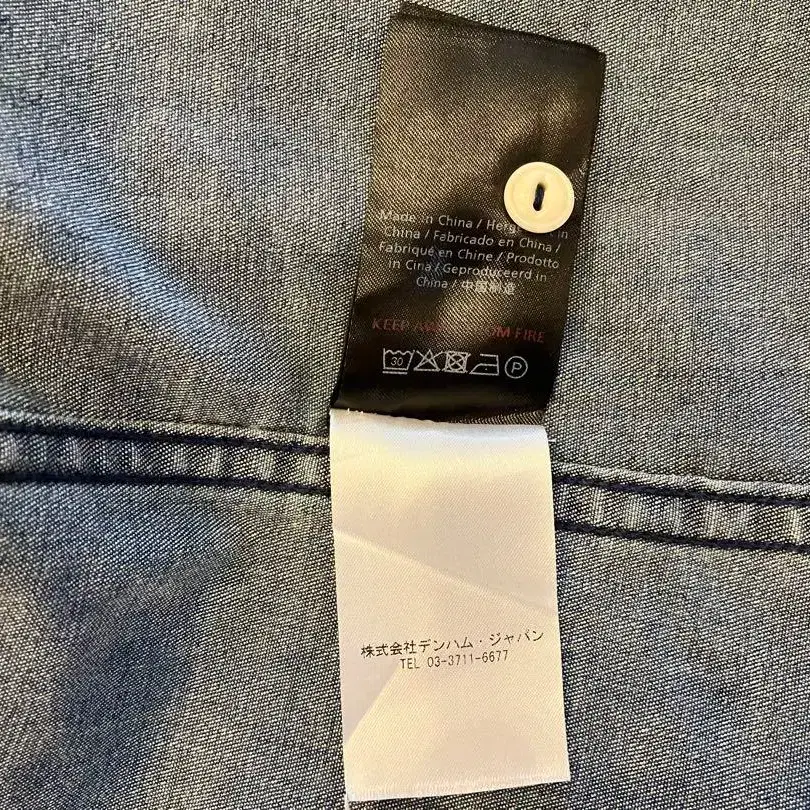 Made in China /
China / Fabricado en China /
Fabriqué en Chine / Prodotto
in Cina / Geproduceerd in
China / 中国制造
KEEP FIRE
30
P
株式会社デンハム・ジャパン
TEL 03-3711-6677